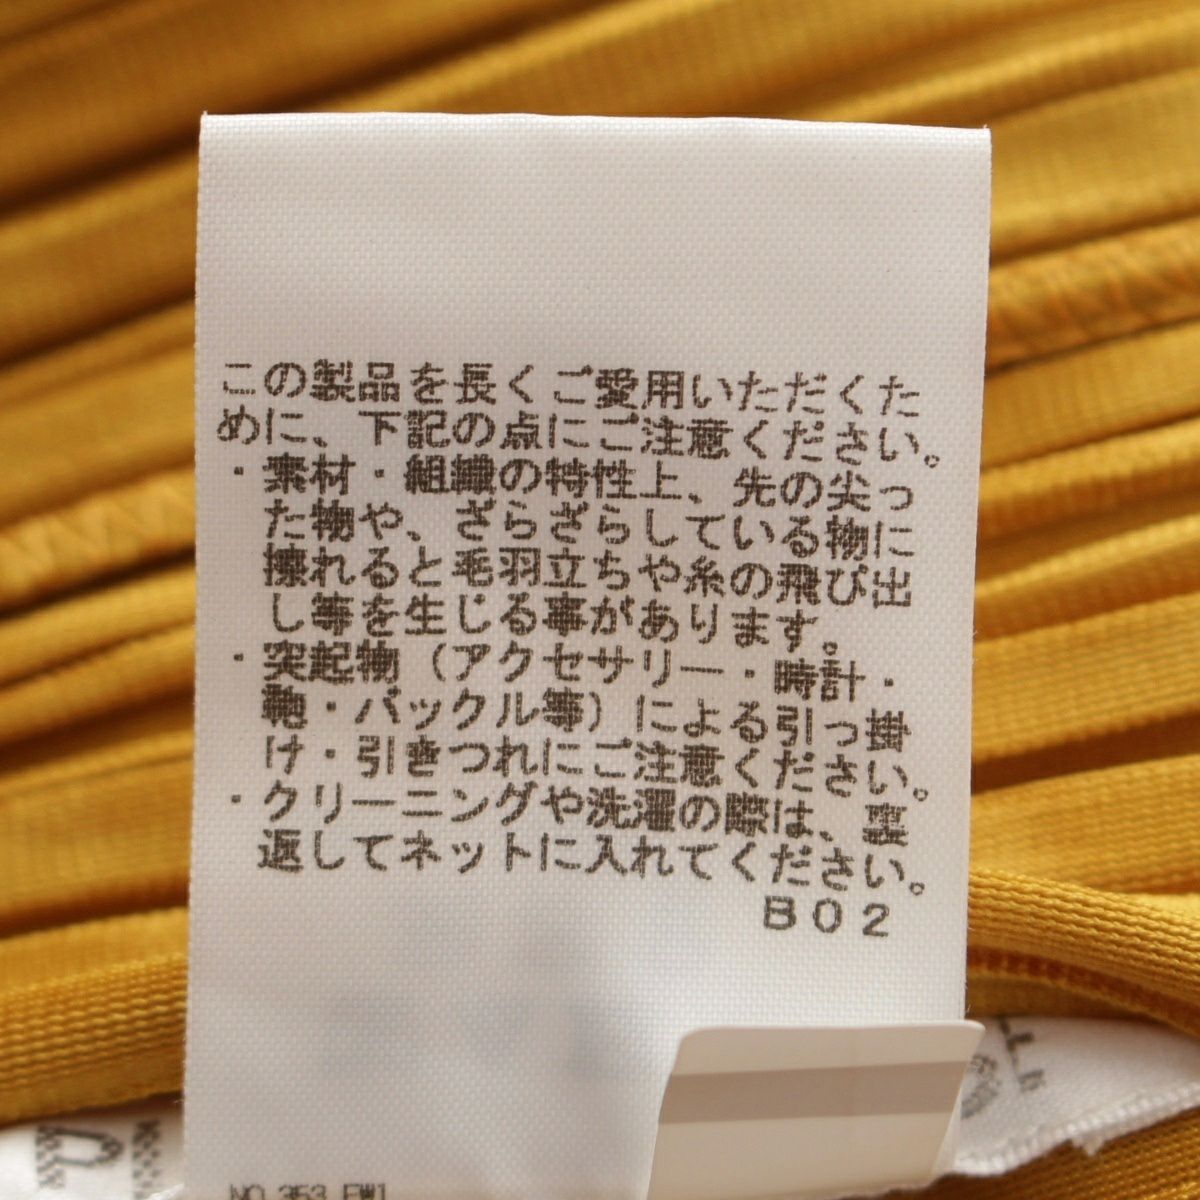 この製品を長くご愛用いただくた
めに、下記の点にご注意ください。
・素材・組織の特性上、先の尖っ
た物や、ざらざらしている物に
擦れると毛羽立ちや糸の飛び出
し等を生じる事があります。
・突起物（アクセサリー・時計・
鞄・バックル等）による引っ掛
け・引きつれにご注意ください。
・クリーニングや洗濯の際は、裏
返してネットに入れてください。
B02
NO.353